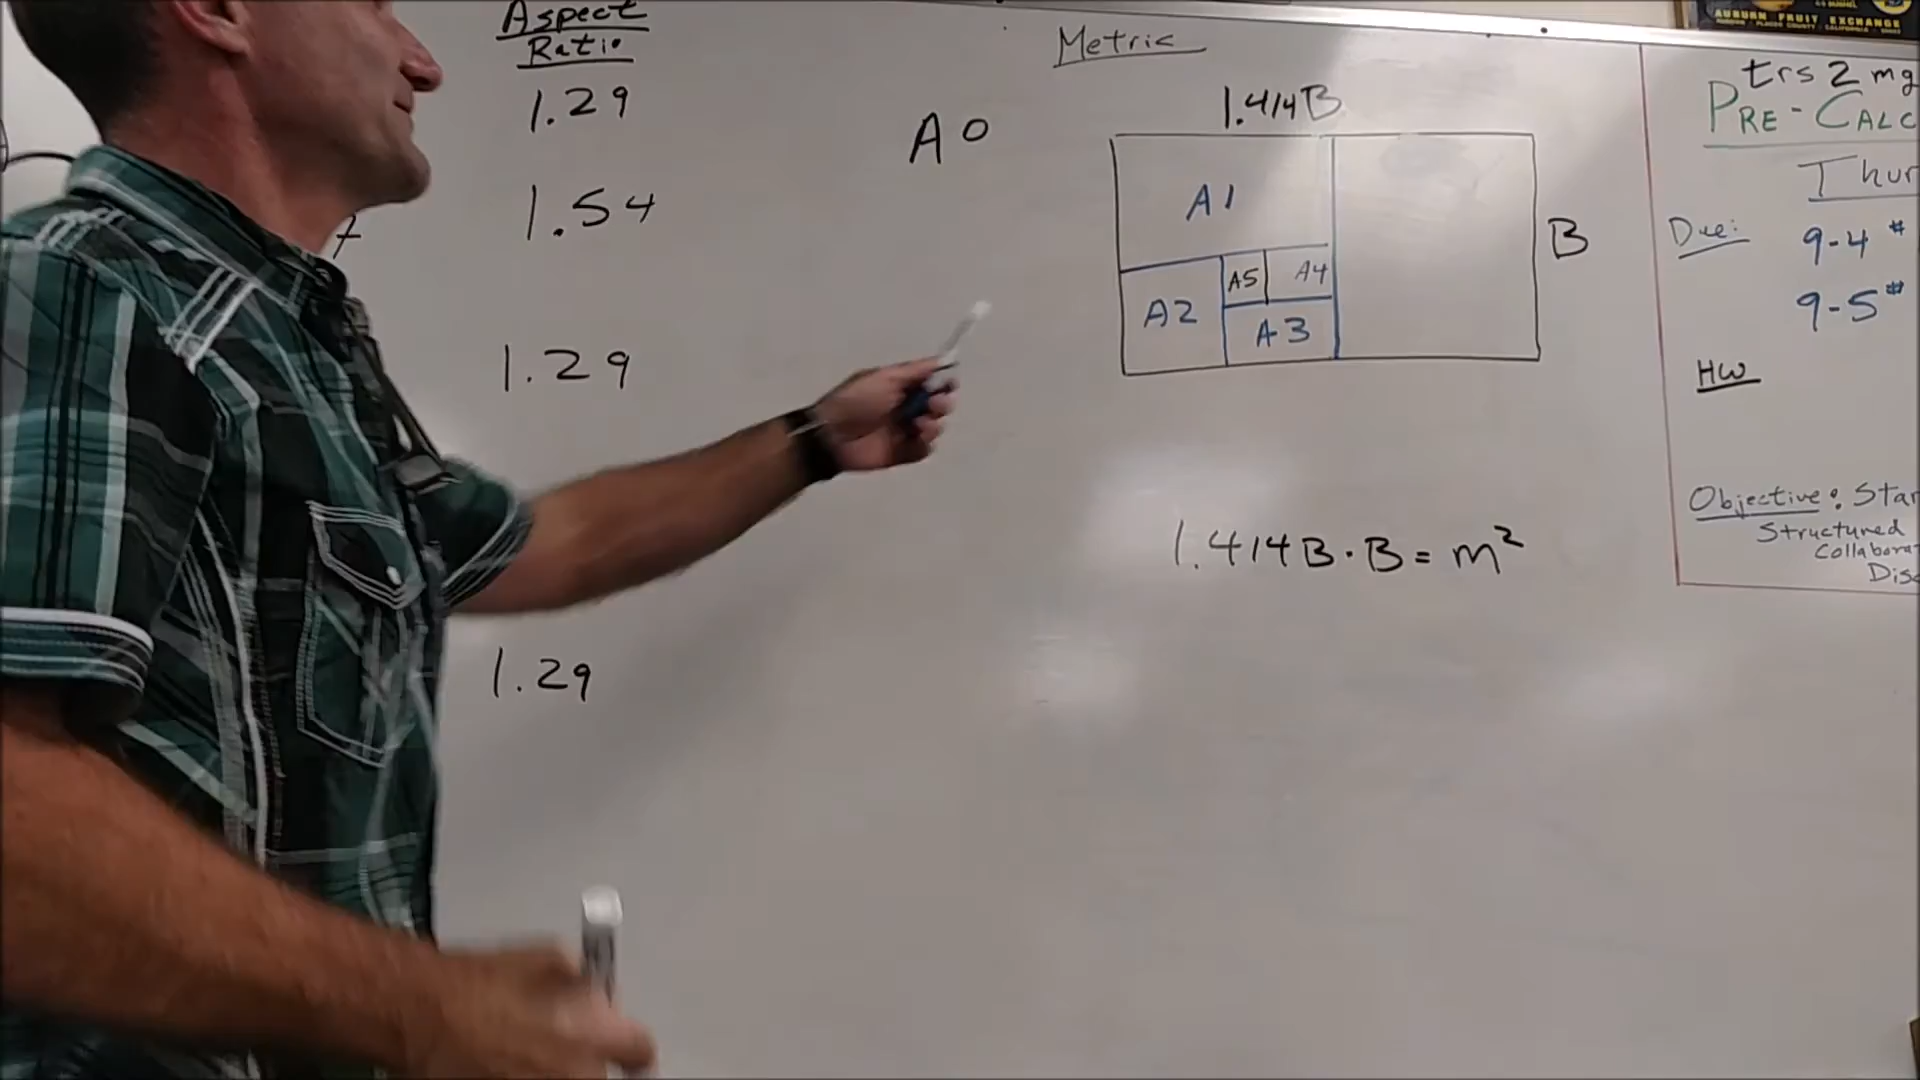 Aspect
Ratio
1.29
1.54
7
1.29
1.29
A0
Metric
1.414B
B
A1
A2
A5
A4
A3
1.414B·B = m²
AUBURN FRUIT EXCHANGE
trs 2 mg
PRE-CALC
Thur
Due:
9-4 #
9-5 #
HW
Objective: Star
Structured
Collabora
Disc